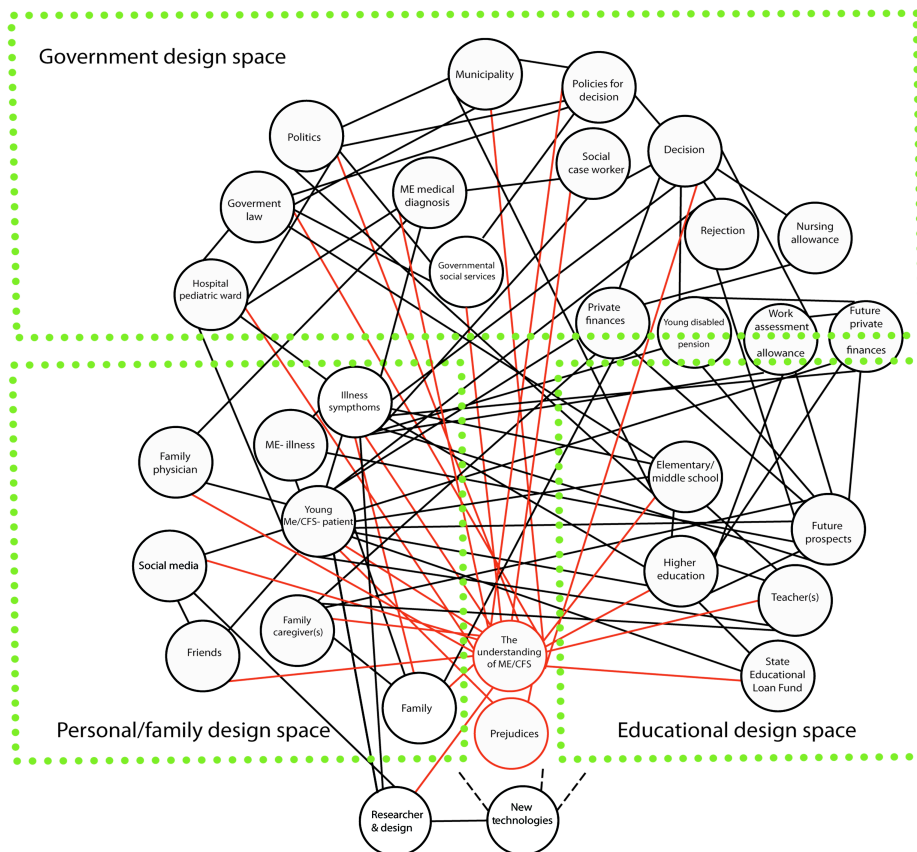 Government design space
Municipality
Policies for
decision
Politics
Social
case worker
Decision
ME medical
diagnosis
Goverment
law
Rejection
Nursing
allowance
Governmental
social services
Hospital
pediatric ward
Private
finances
Young disabled
pension
Work
assessment
allowance
Future
private
finances
Illness
sympthoms
ME- illness
Family
physician
Elementary/
middle school
Young
Me/CFS- patient
Future
prospects
Social media
Higher
education
Teacher(s)
Family
caregiver(s)
Friends
The
understanding
of ME/CFS
State
Educational
Loan Fund
Family
Prejudices
Personal/family design space
Educational design space
Researcher
& design
New
technologies